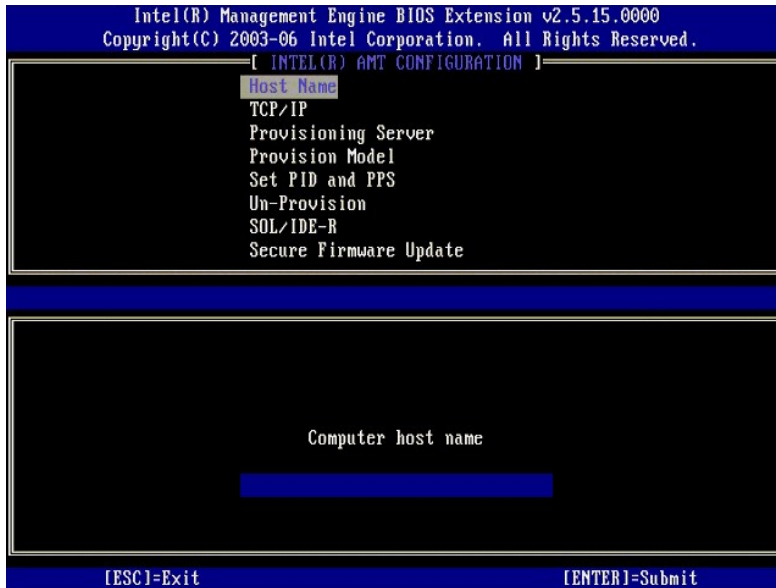 Intel(R) Management Engine BIOS Extension v2.5.15.0000
Copyright(C) 2003-06 Intel Corporation. All Rights Reserved.
[ INTEL(R) AMT CONFIGURATION ]
Host Name
TCP/IP
Provisioning Server
Provision Model
Set PID and PPS
Un-Provision
SOL/IDE-R
Secure Firmware Update
Computer host name
[ESC]=Exit [ENTER]=Submit